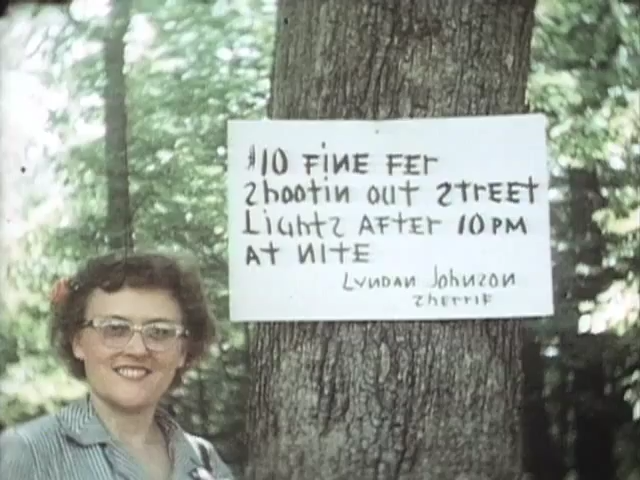 $10 FINE FER
SHOOTIN OUT STREET
LIGHTS AFTER 10 PM
AT NITE
LYNDAN JOHNSON
SHERRIF